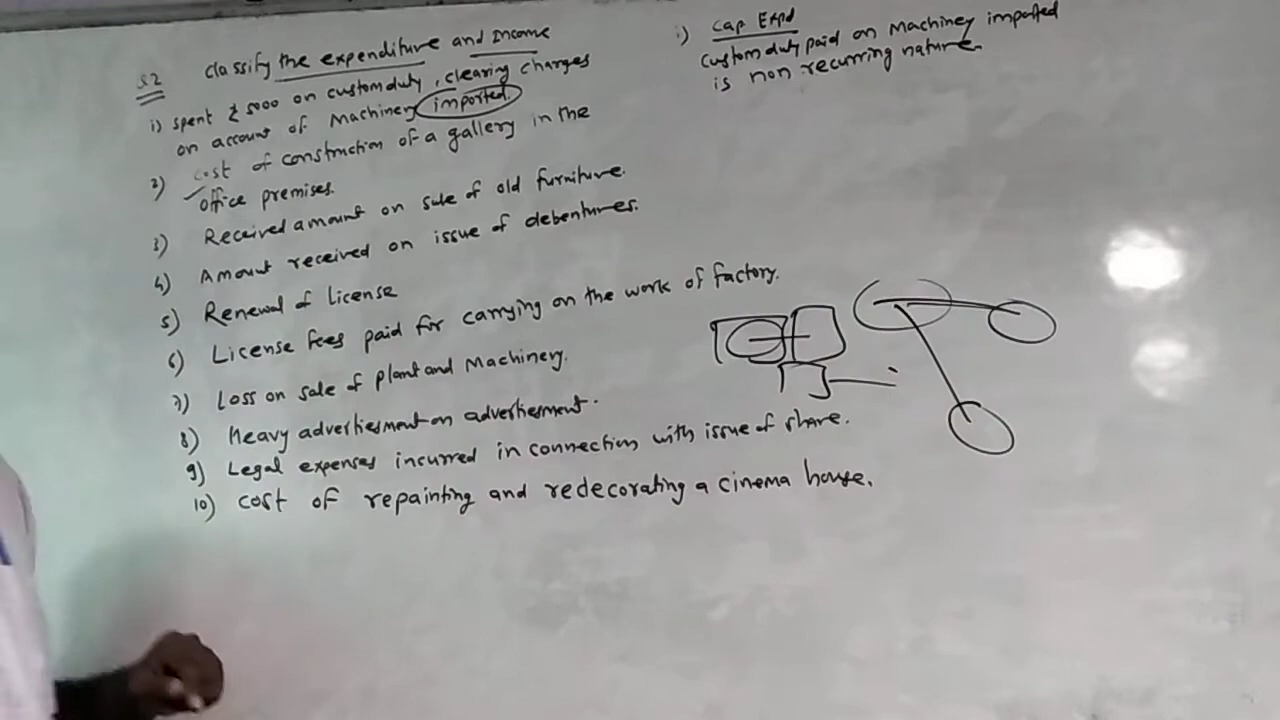 S2 classify the expenditure and Income
1) spent ₹ 5000 on custom duty, clearing charges
on account of Machinery imported.
2) cost of construction of a gallery in the
office premises.
3) Received amount on sale of old furniture.
4) Amount received on issue of debentures.
5) Renewal of license
6) License fees paid for carrying on the work of factory.
7) Loss on sale of plant and Machinery.
8) Heavy advertiesment on advertiesment.
9) Legal expenses incurred in connection with issue of share.
10) cost of repainting and redecorating a cinema house.
1) Cap Expd
custom duty paid on Machiney imported
is non recurring nature.